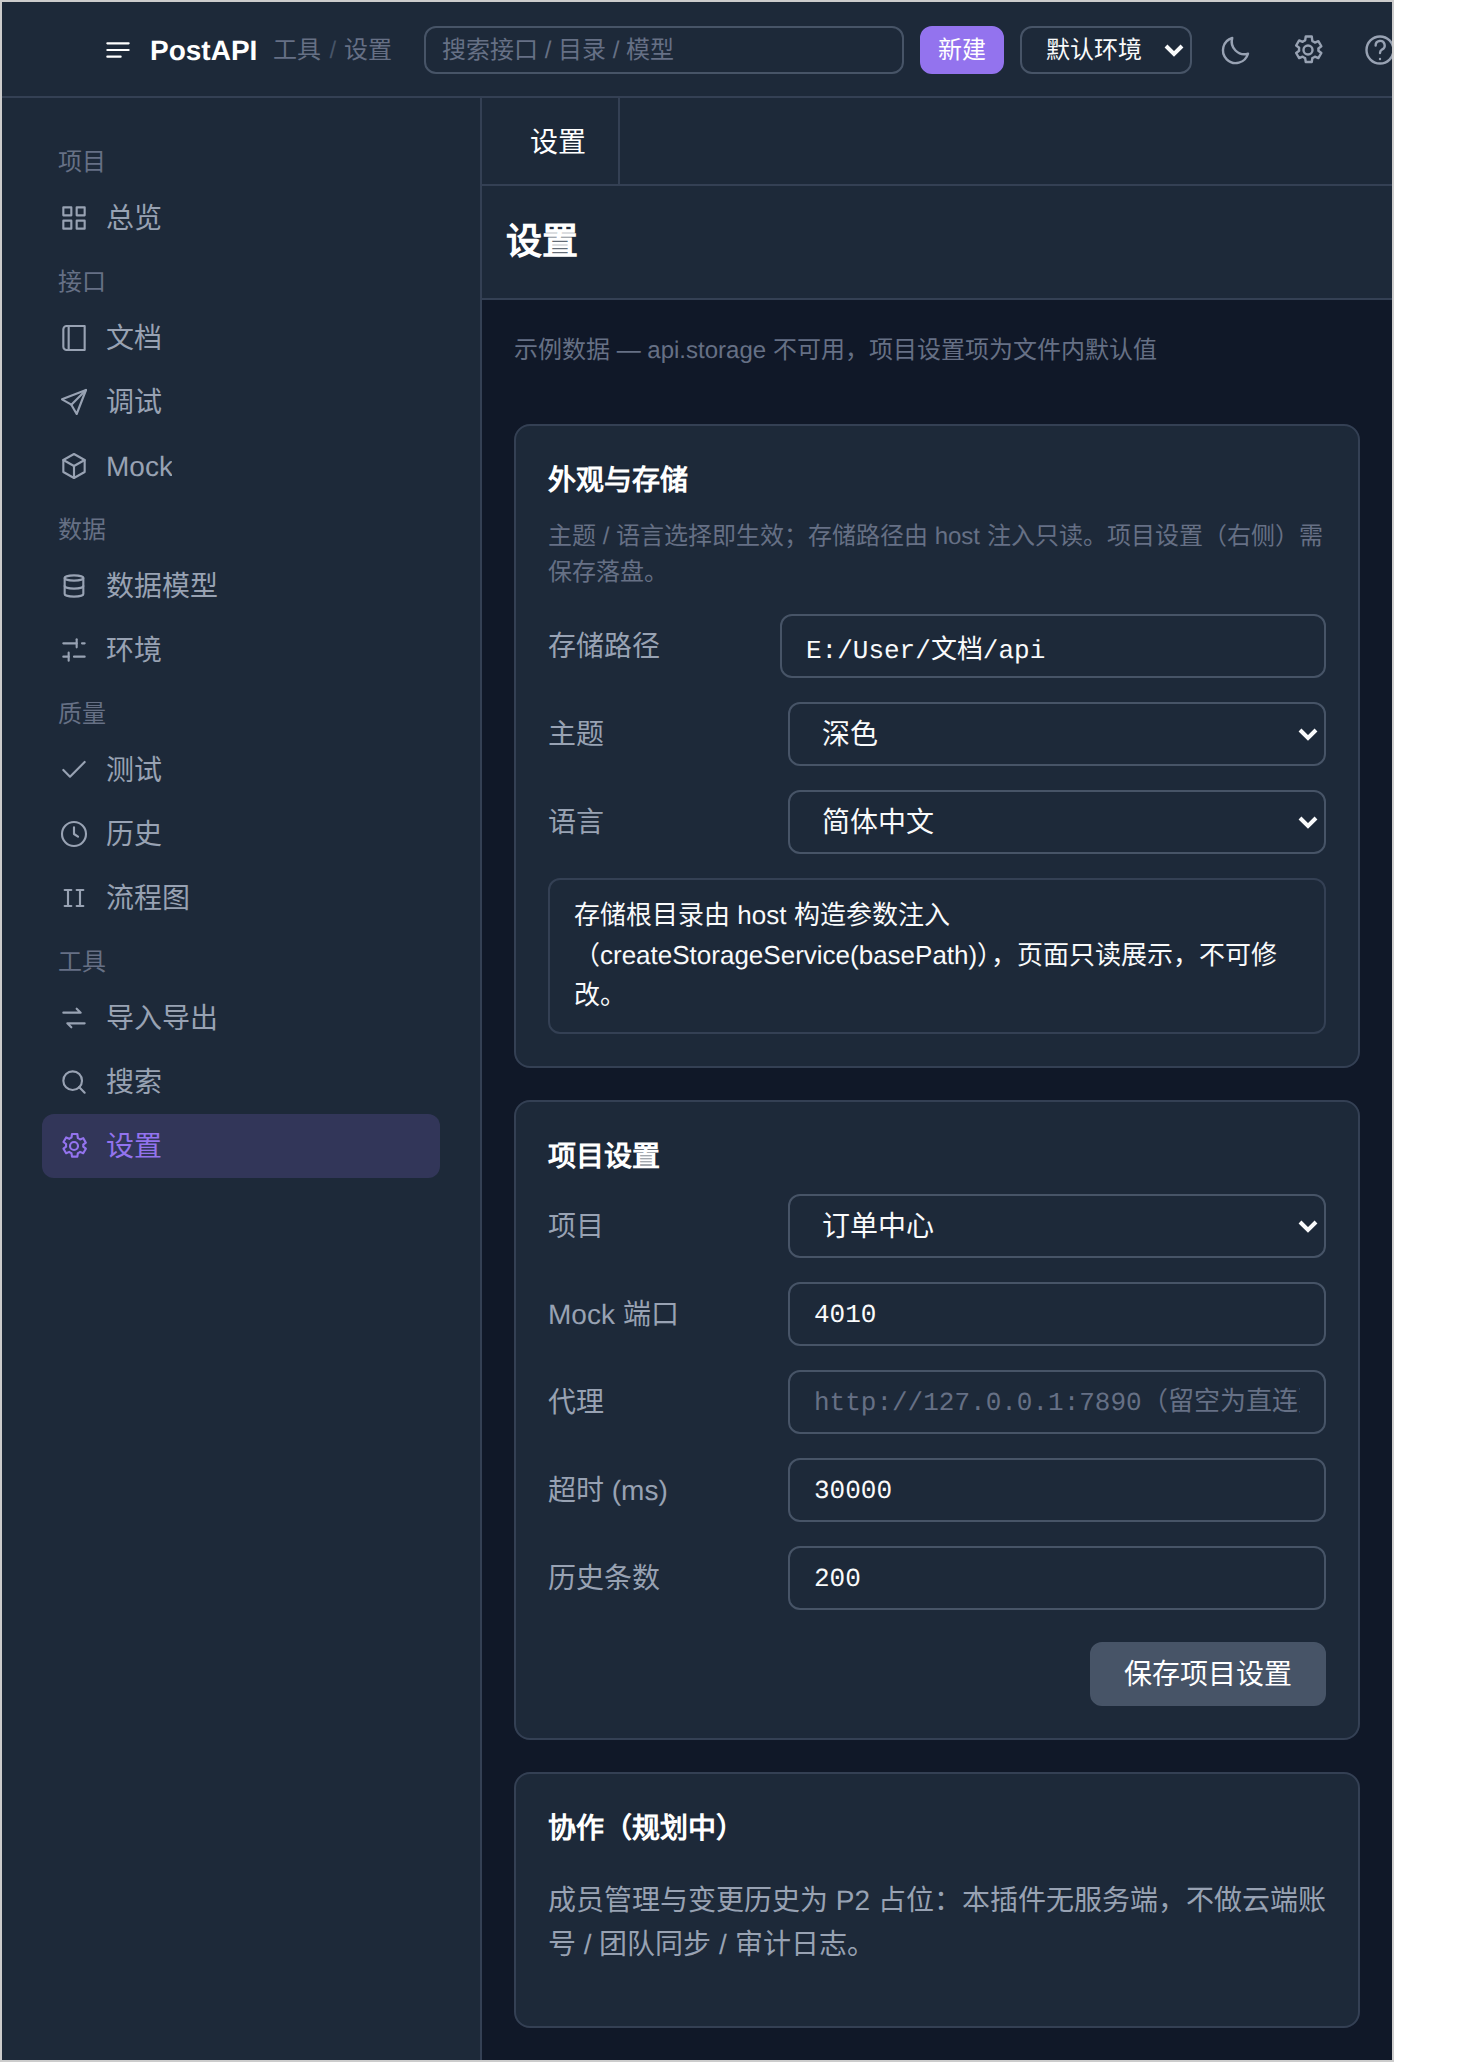 PostAPI 工具 / 设置 搜索接口 / 目录 / 模型 新建 默认环境
项目
总览
接口
文档
调试
Mock
数据
数据模型
环境
质量
测试
历史
流程图
工具
导入导出
搜索
设置
设置
设置
示例数据 — api.storage 不可用，项目设置项为文件内默认值
外观与存储
主题 / 语言选择即生效；存储路径由 host 注入只读。项目设置（右侧）需
保存落盘。
存储路径 E:/User/文档/api
主题 深色
语言 简体中文
存储根目录由 host 构造参数注入
（createStorageService(basePath)），页面只读展示，不可修
改。
项目设置
项目 订单中心
Mock 端口 4010
代理 http://127.0.0.1:7890（留空为直连
超时 (ms) 30000
历史条数 200
保存项目设置
协作（规划中）
成员管理与变更历史为 P2 占位：本插件无服务端，不做云端账
号 / 团队同步 / 审计日志。